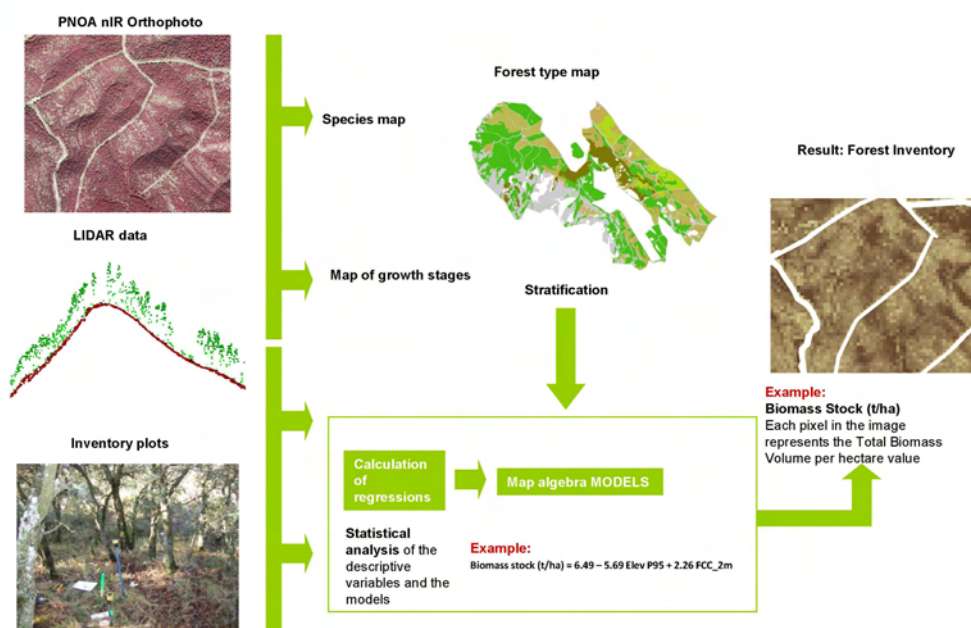 PNOA nIR Orthophoto
LIDAR data
Inventory plots
Species map
Map of growth stages
Forest type map
Stratification
Calculation
of
regressions
Map algebra MODELS
Statistical
analysis of the
descriptive
variables and the
models
Example:
Biomass stock (t/ha) = 6.49 – 5.69 Elev P95 + 2.26 FCC_2m
Result: Forest Inventory
Example:
Biomass Stock (t/ha)
Each pixel in the image
represents the Total Biomass
Volume per hectare value